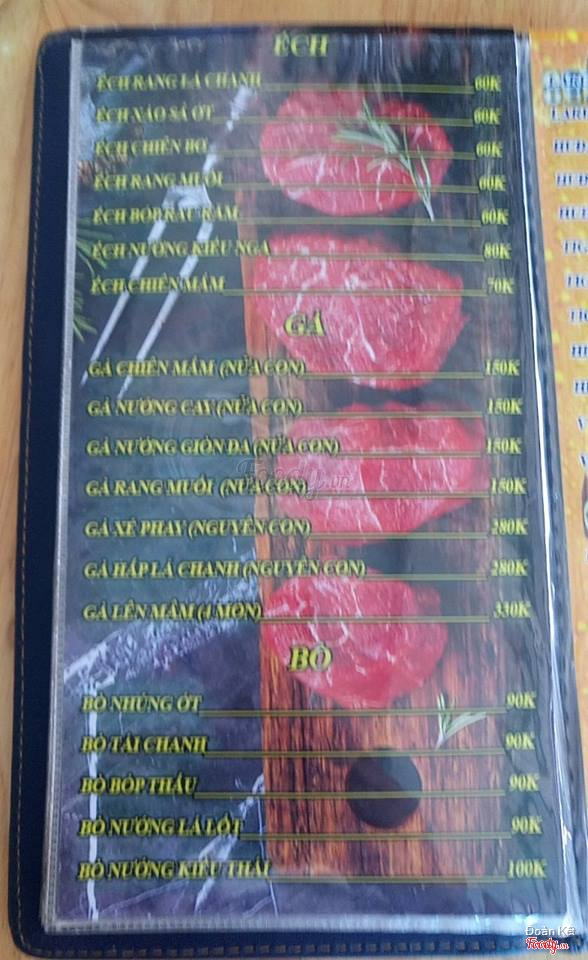 ẾCH
ẾCH RANG LÁ CHANH 60K
ẾCH XÀO SẢ ỚT 60K
ẾCH CHIÊN BƠ 60K
ẾCH RANG MUỐI 60K
ẾCH BÓP RAU RĂM 60K
ẾCH NƯỚNG KIỂU NGA 80K
ẾCH CHIÊN MẮM 70K
GÀ
GÀ CHIÊN MẮM (NỬA CON) 150K
GÀ NƯỚNG CAY (NỬA CON) 150K
GÀ NƯỚNG GIÒN DA (NỬA CON) 150K
GÀ RANG MUỐI (NỬA CON) 150K
GÀ XÉ PHAY (NGUYÊN CON) 280K
GÀ HẤP LÁ CHANH (NGUYÊN CON) 280K
GÀ LÊN MÂM (4 MÓN) 330K
BÒ
BÒ NHÚNG ỚT 90K
BÒ TÁI CHANH 90K
BÒ BÓP THẤU 90K
BÒ NƯỚNG LÁ LỐT 90K
BÒ NƯỚNG KIỂU THÁI 100K
Foody.vn
Đoàn Kết
Foody.vn